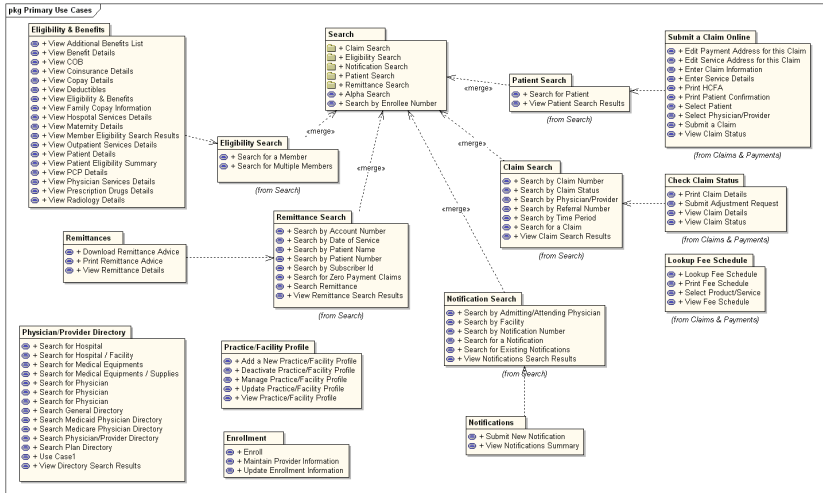 pkg Primary Use Cases
Eligibility & Benefits
+ View Additional Benefits List
+ View Benefit Details
+ View COB
+ View Coinsurance Details
+ View Copay Details
+ View Deductibles
+ View Eligibility & Benefits
+ View Family Copay Information
+ View Hospotal Services Details
+ View Maternity Details
+ View Member Eligibility Search Results
+ View Outpatient Services Details
+ View Patient Details
+ View Patient Eligibility Summary
+ View PCP Details
+ View Physician Services Details
+ View Prescription Drugs Details
+ View Radiology Details
Search
+ Claim Search
+ Eligibility Search
+ Notification Search
+ Patient Search
+ Remittance Search
+ Alpha Search
+ Search by Enrollee Number
«merge»
«merge»
«merge»
«merge»
«merge»
Patient Search
+ Search for Patient
+ View Patient Search Results
(from Search)
Submit a Claim Online
+ Edit Payment Address for this Claim
+ Edit Service Address for this Claim
+ Enter Claim Information
+ Enter Service Details
+ Print HCFA
+ Print Patient Confirmation
+ Select Patient
+ Select Physician/Provider
+ Submit a Claim
+ View Claim Status
(from Claims & Payments)
Eligibility Search
+ Search for a Member
+ Search for Multiple Members
(from Search)
Claim Search
+ Search by Claim Number
+ Search by Claim Status
+ Search by Physician/Provider
+ Search by Referral Number
+ Search by Time Period
+ Search for a Claim
+ View Claim Search Results
(from Search)
Check Claim Status
+ Print Claim Details
+ Submit Adjustment Request
+ View Claim Details
+ View Claim Status
(from Claims & Payments)
Remittances
+ Download Remittance Advice
+ Print Remittance Advice
+ View Remittance Details
Remittance Search
+ Search by Account Number
+ Search by Date of Service
+ Search by Patient Name
+ Search by Patient Number
+ Search by Subscriber Id
+ Search for Zero Payment Claims
+ Search Remittance
+ View Remittance Search Results
(from Search)
Lookup Fee Schedule
+ Lookup Fee Schedule
+ Print Fee Schedule
+ Select Product/Service
+ View Fee Schedule
(from Claims & Payments)
Notification Search
+ Search by Admitting/Attending Physician
+ Search by Facility
+ Search by Notification Number
+ Search for a Notification
+ Search for Existing Notifications
+ View Notifications Search Results
(from Search)
Physician/Provider Directory
+ Search for Hospital
+ Search for Hospital / Facility
+ Search for Medical Equipments
+ Search for Medical Equipments / Supplies
+ Search for Physician
+ Search for Physician
+ Search for Physician
+ Search General Directory
+ Search Medicaid Physician Directory
+ Search Medicare Physician Directory
+ Search Physician/Provider Directory
+ Search Plan Directory
+ Use Case1
+ View Directory Search Results
Practice/Facility Profile
+ Add a New Practice/Facility Profile
+ Deactivate Practice/Facility Profile
+ Manage Practice/Facility Profile
+ Update Practice/Facility Profile
+ View Practice/Facility Profile
Enrollment
+ Enroll
+ Maintain Provider Information
+ Update Enrollment Information
Notifications
+ Submit New Notification
+ View Notifications Summary